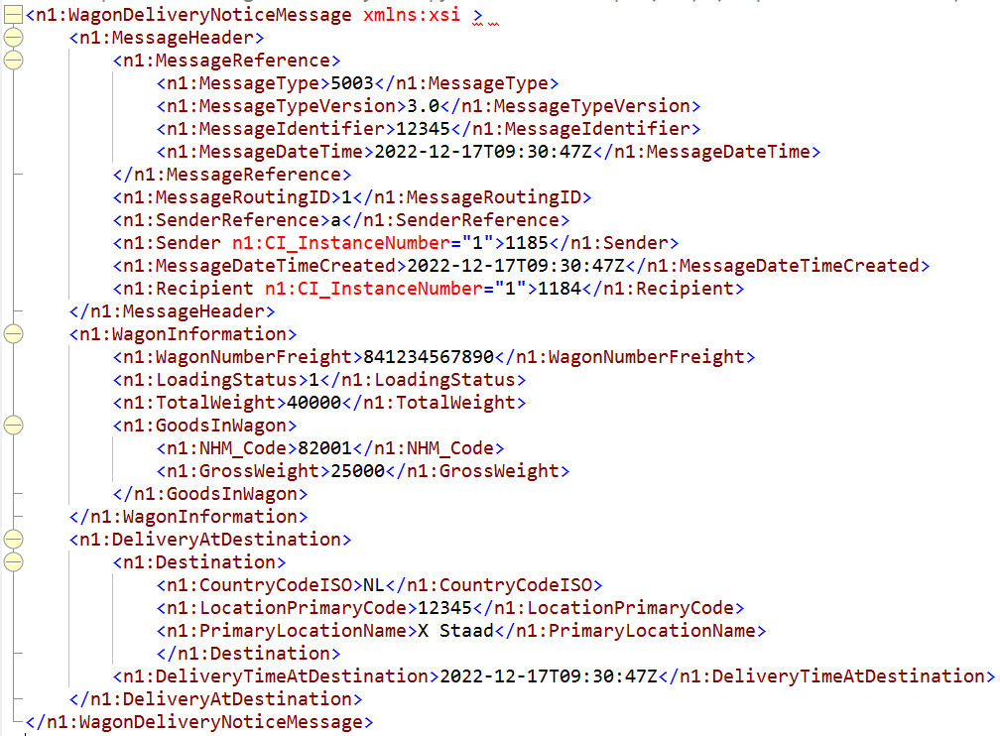 <n1:WagonDeliveryNoticeMessage xmlns:xsi >
<n1:MessageHeader>
<n1:MessageReference>
<n1:MessageType>5003</n1:MessageType>
<n1:MessageTypeVersion>3.0</n1:MessageTypeVersion>
<n1:MessageIdentifier>12345</n1:MessageIdentifier>
<n1:MessageDateTime>2022-12-17T09:30:47Z</n1:MessageDateTime>
</n1:MessageReference>
<n1:MessageRoutingID>1</n1:MessageRoutingID>
<n1:SenderReference>a</n1:SenderReference>
<n1:Sender n1:CI_InstanceNumber="1">1185</n1:Sender>
<n1:MessageDateTimeCreated>2022-12-17T09:30:47Z</n1:MessageDateTimeCreated>
<n1:Recipient n1:CI_InstanceNumber="1">1184</n1:Recipient>
</n1:MessageHeader>
<n1:WagonInformation>
<n1:WagonNumberFreight>841234567890</n1:WagonNumberFreight>
<n1:LoadingStatus>1</n1:LoadingStatus>
<n1:TotalWeight>40000</n1:TotalWeight>
<n1:GoodsInWagon>
<n1:NHM_Code>82001</n1:NHM_Code>
<n1:GrossWeight>25000</n1:GrossWeight>
</n1:GoodsInWagon>
</n1:WagonInformation>
<n1:DeliveryAtDestination>
<n1:Destination>
<n1:CountryCodeISO>NL</n1:CountryCodeISO>
<n1:LocationPrimaryCode>12345</n1:LocationPrimaryCode>
<n1:PrimaryLocationName>X Staad</n1:PrimaryLocationName>
</n1:Destination>
<n1:DeliveryTimeAtDestination>2022-12-17T09:30:47Z</n1:DeliveryTimeAtDestination>
</n1:DeliveryAtDestination>
</n1:WagonDeliveryNoticeMessage>